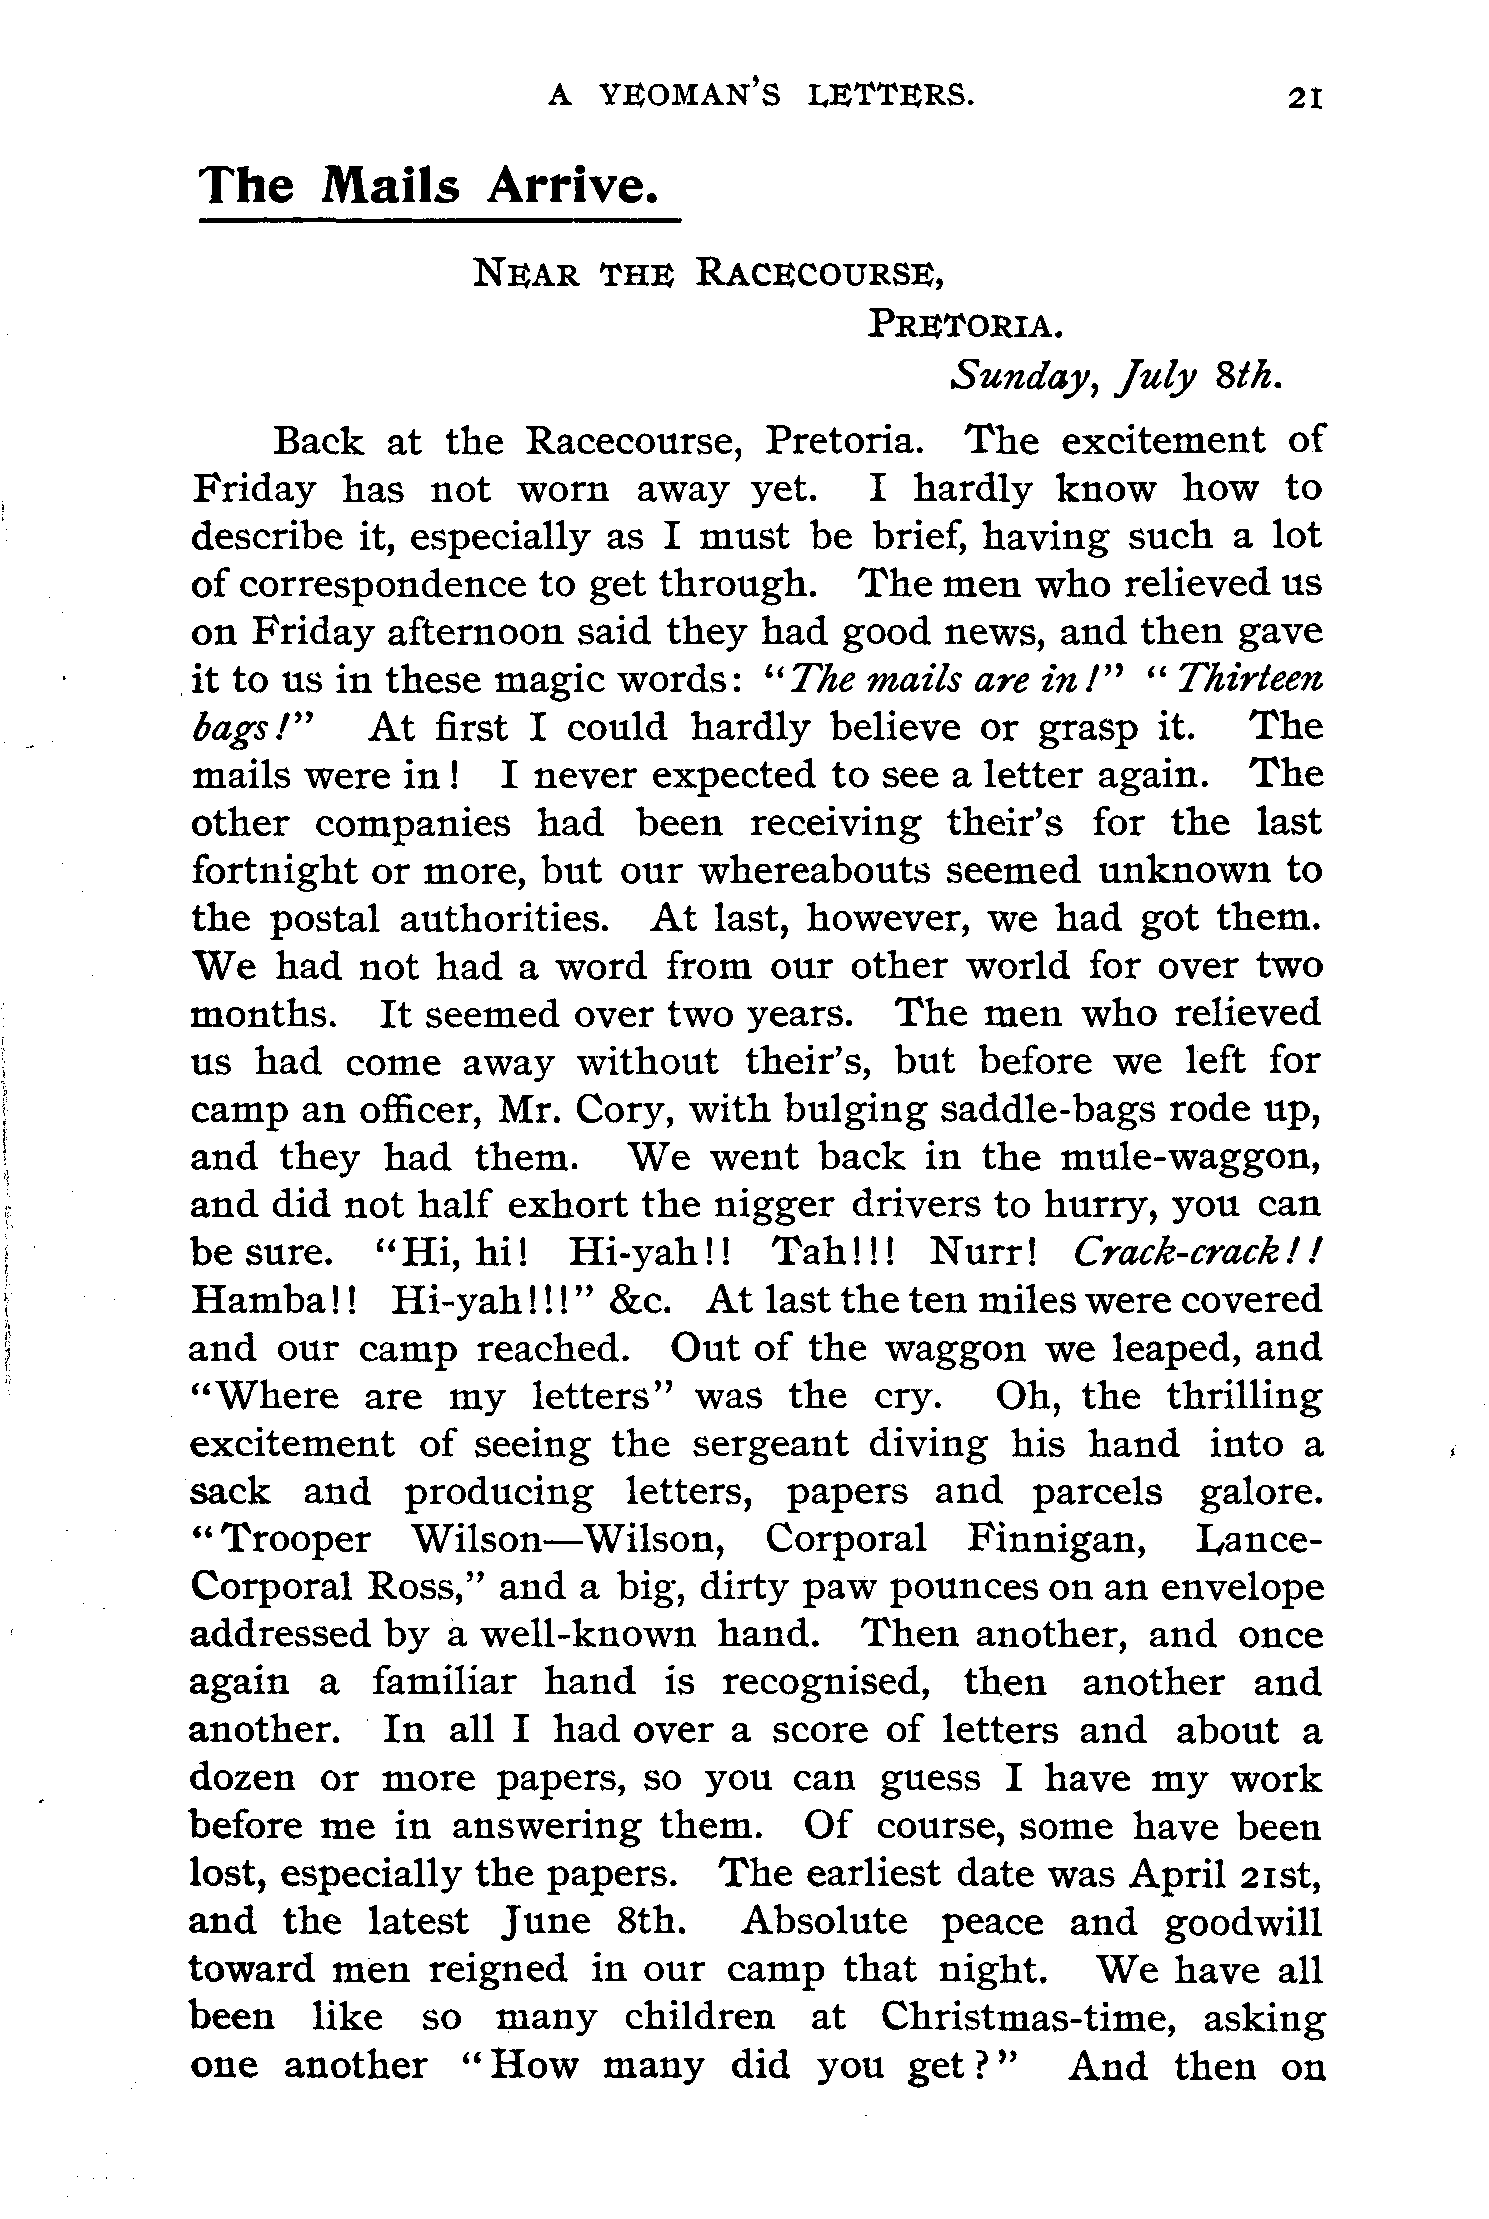 A YEOMAN'S LETTERS. 21
The Mails Arrive.
NEAR THE RACECOURSE,
PRETORIA.
Sunday, July 8th.
Back at the Racecourse, Pretoria. The excitement of
Friday has not worn away yet. I hardly know how to
describe it, especially as I must be brief, having such a lot
of correspondence to get through. The men who relieved us
on Friday afternoon said they had good news, and then gave
it to us in these magic words: "The mails are in!" "Thirteen
bags!" At first I could hardly believe or grasp it. The
mails were in! I never expected to see a letter again. The
other companies had been receiving their's for the last
fortnight or more, but our whereabouts seemed unknown to
the postal authorities. At last, however, we had got them.
We had not had a word from our other world for over two
months. It seemed over two years. The men who relieved
us had come away without their's, but before we left for
camp an officer, Mr. Cory, with bulging saddle-bags rode up,
and they had them. We went back in the mule-waggon,
and did not half exhort the nigger drivers to hurry, you can
be sure. "Hi, hi! Hi-yah!! Tah!!! Nurr! Crack-crack!!
Hamba!! Hi-yah!!!" &c. At last the ten miles were covered
and our camp reached. Out of the waggon we leaped, and
"Where are my letters" was the cry. Oh, the thrilling
excitement of seeing the sergeant diving his hand into a
sack and producing letters, papers and parcels galore.
"Trooper Wilson—Wilson, Corporal Finnigan, Lance-
Corporal Ross," and a big, dirty paw pounces on an envelope
addressed by a well-known hand. Then another, and once
again a familiar hand is recognised, then another and
another. In all I had over a score of letters and about a
dozen or more papers, so you can guess I have my work
before me in answering them. Of course, some have been
lost, especially the papers. The earliest date was April 21st,
and the latest June 8th. Absolute peace and goodwill
toward men reigned in our camp that night. We have all
been like so many children at Christmas-time, asking
one another "How many did you get?" And then on